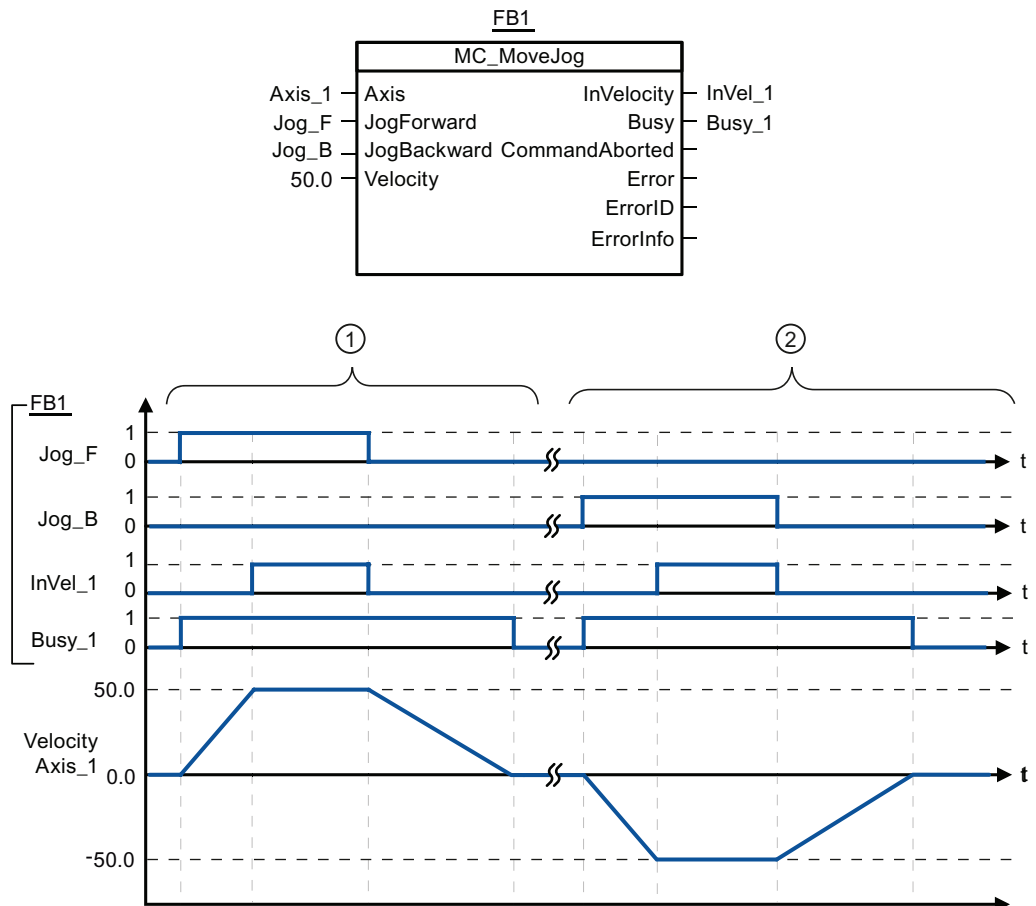 FB1
MC_MoveJog
Axis_1 Axis InVelocity InVel_1
Jog_F JogForward Busy Busy_1
Jog_B JogBackward CommandAborted
50.0 Velocity Error
ErrorID
ErrorInfo
1 2
FB1
1
Jog_F 0 t
1
Jog_B 0 t
1
InVel_1 0 t
1
Busy_1 0 t
50.0
Velocity
Axis_1 0.0 t
-50.0